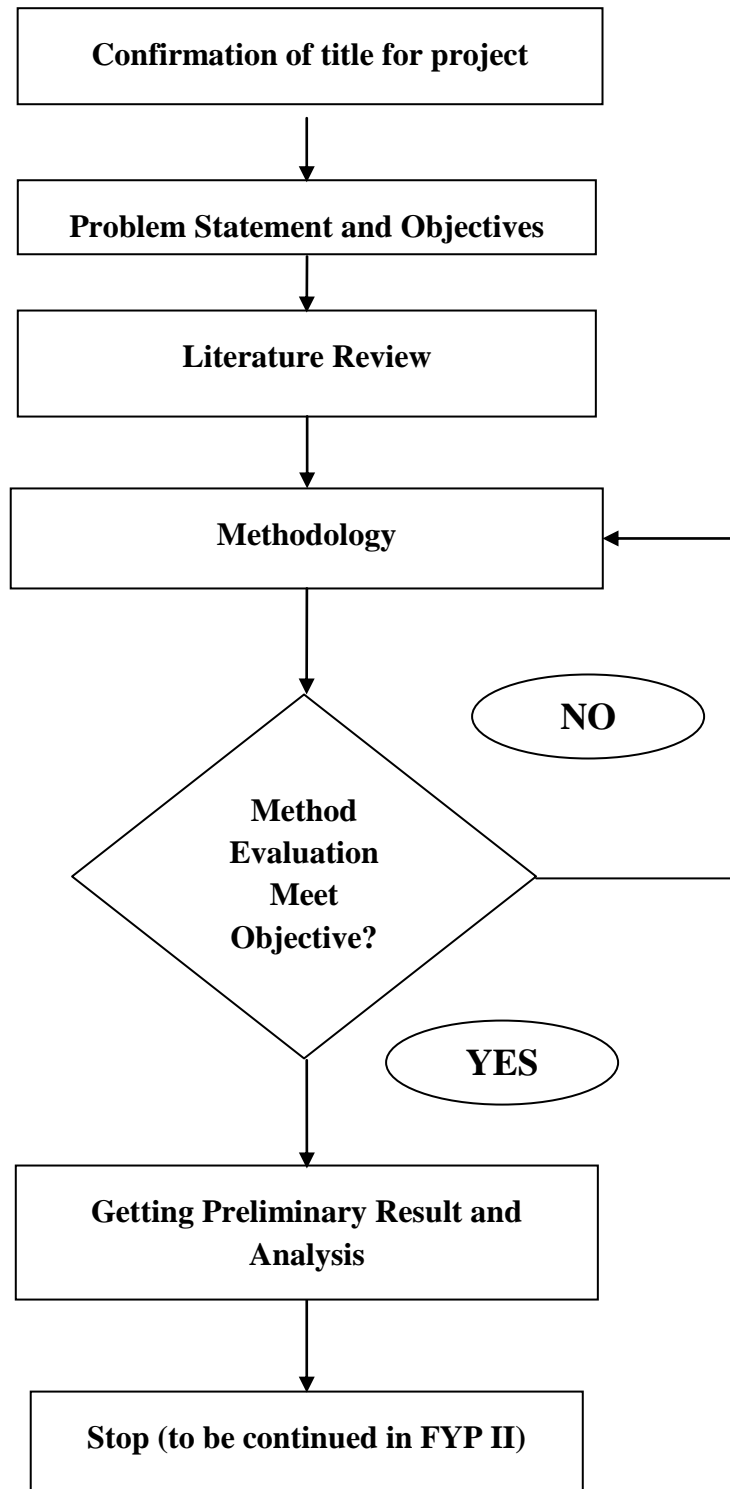 Confirmation of title for project
Problem Statement and Objectives
Literature Review
Methodology
NO
Method
Evaluation
Meet
Objective?
YES
Getting Preliminary Result and
Analysis
Stop (to be continued in FYP II)